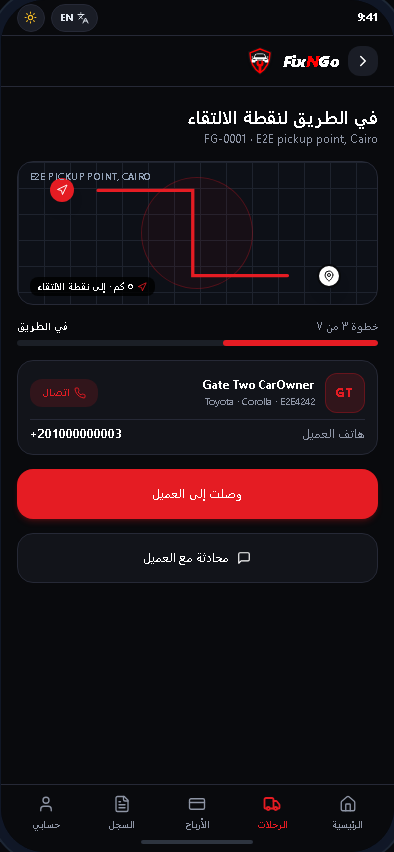 9:41
EN
FixNGo
في الطريق لنقطة الالتقاء
FG-0001 · E2E pickup point, Cairo
E2E PICKUP POINT, CAIRO
٥ كم · إلى نقطة الالتقاء
خطوة ٣ من ٧
في الطريق
GT
Gate Two CarOwner
Toyota · Corolla · E2E4242
اتصال
هاتف العميل
+201000000003
وصلت إلى العميل
محادثة مع العميل
الرئيسية
الرحلات
الأرباح
السجل
حسابي